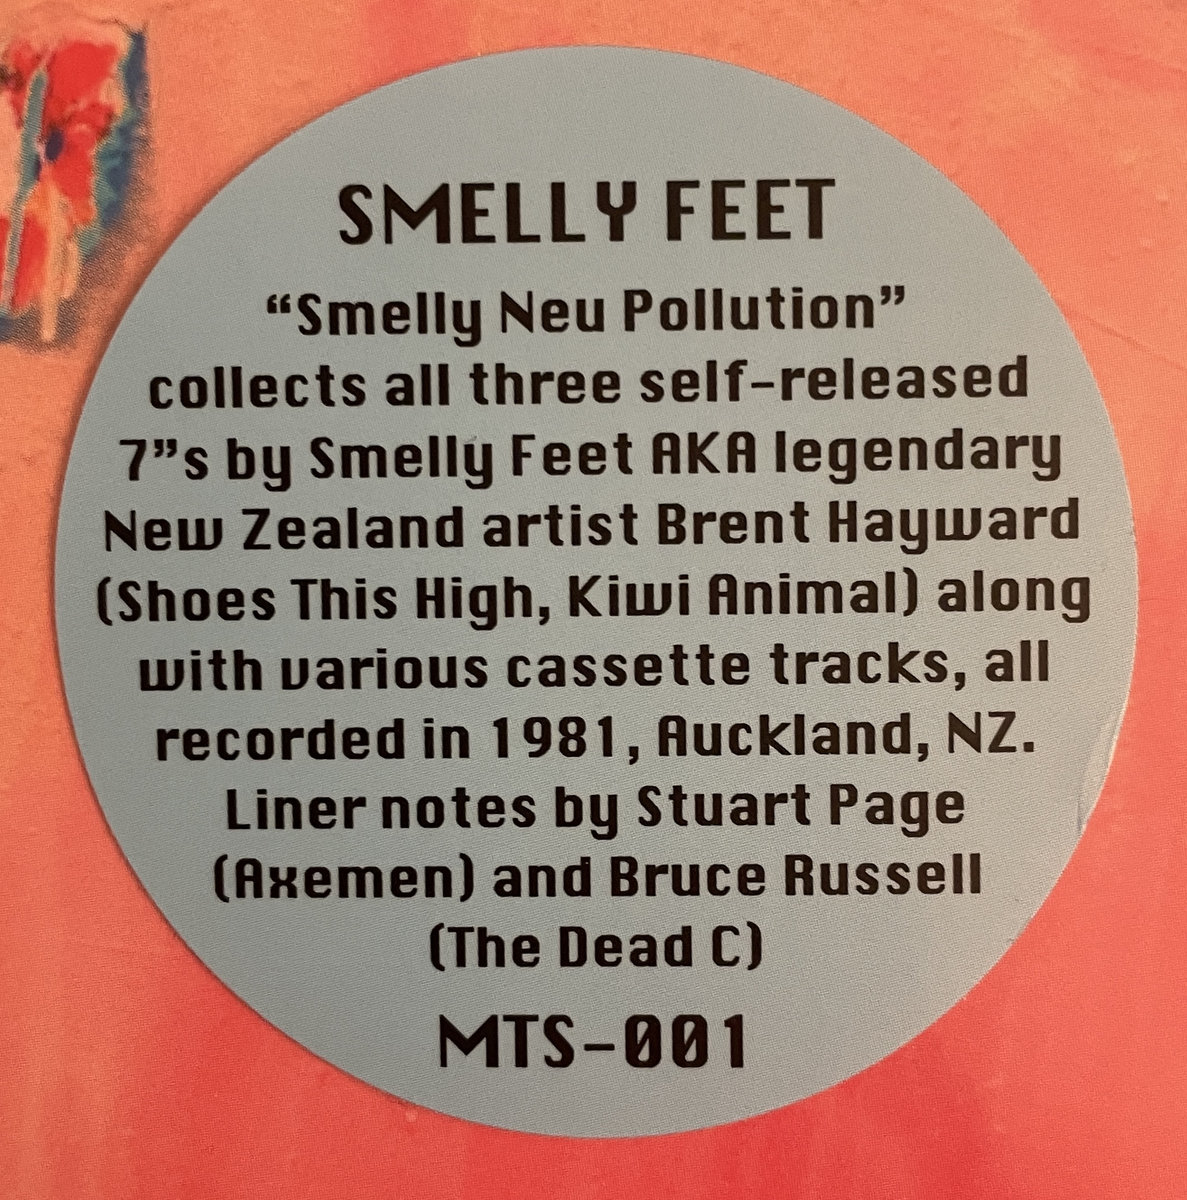 SMELLY FEET
“Smelly Neu Pollution”
collects all three self-released
7”s by Smelly Feet AKA legendary
New Zealand artist Brent Hayward
(Shoes This High, Kiwi Animal) along
with various cassette tracks, all
recorded in 1981, Auckland, NZ.
Liner notes by Stuart Page
(Axemen) and Bruce Russell
(The Dead C)
MTS-001